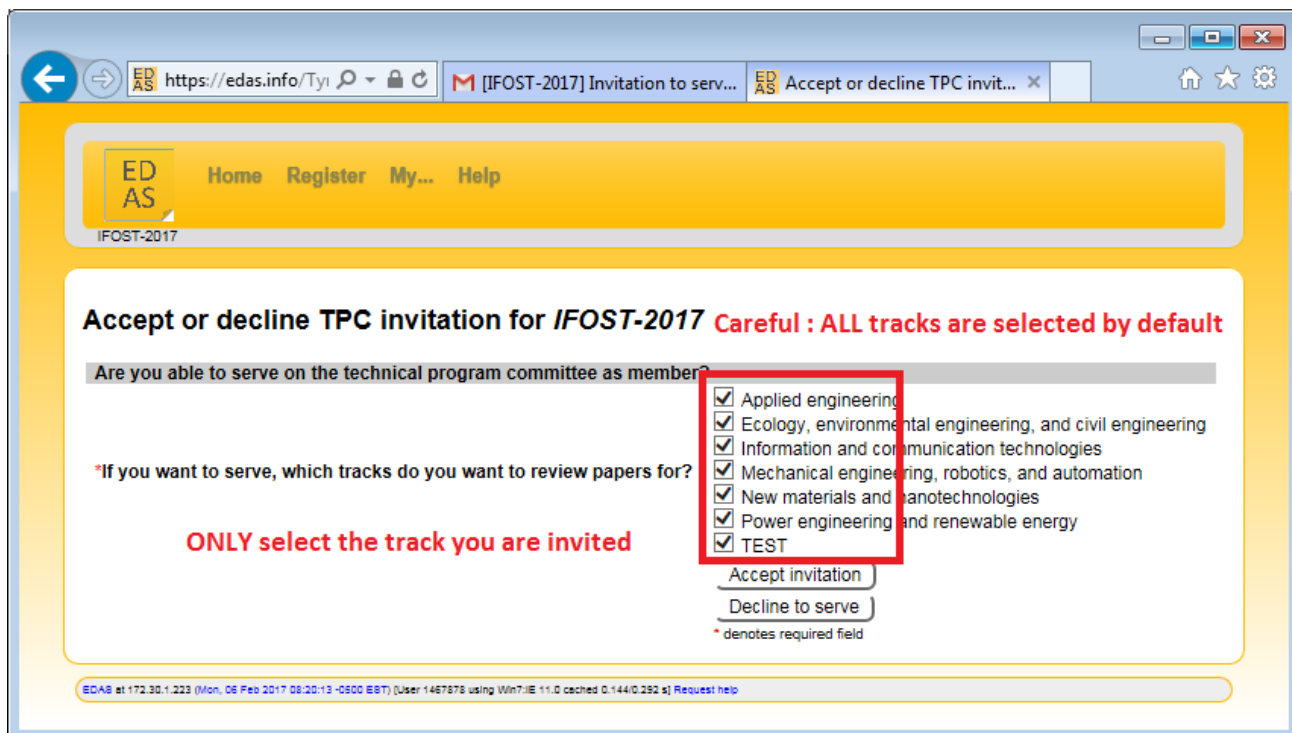 https://edas.info/Tyı
[IFOST-2017] Invitation to serv...
Accept or decline TPC invit...
ED
AS
Home Register My... Help
IFOST-2017
Accept or decline TPC invitation for IFOST-2017
Careful : ALL tracks are selected by default
Are you able to serve on the technical program committee as member?
Applied engineering
Ecology, environmental engineering, and civil engineering
Information and communication technologies
*If you want to serve, which tracks do you want to review papers for?
Mechanical engineering, robotics, and automation
New materials and nanotechnologies
Power engineering and renewable energy
ONLY select the track you are invited
TEST
Accept invitation
Decline to serve
* denotes required field
EDAS at 172.30.1.223 (Mon, 06 Feb 2017 08:20:13 -0500 EST) [User 1467878 using Win7:IE 11.0 cached 0.144/0.292 s] Request help